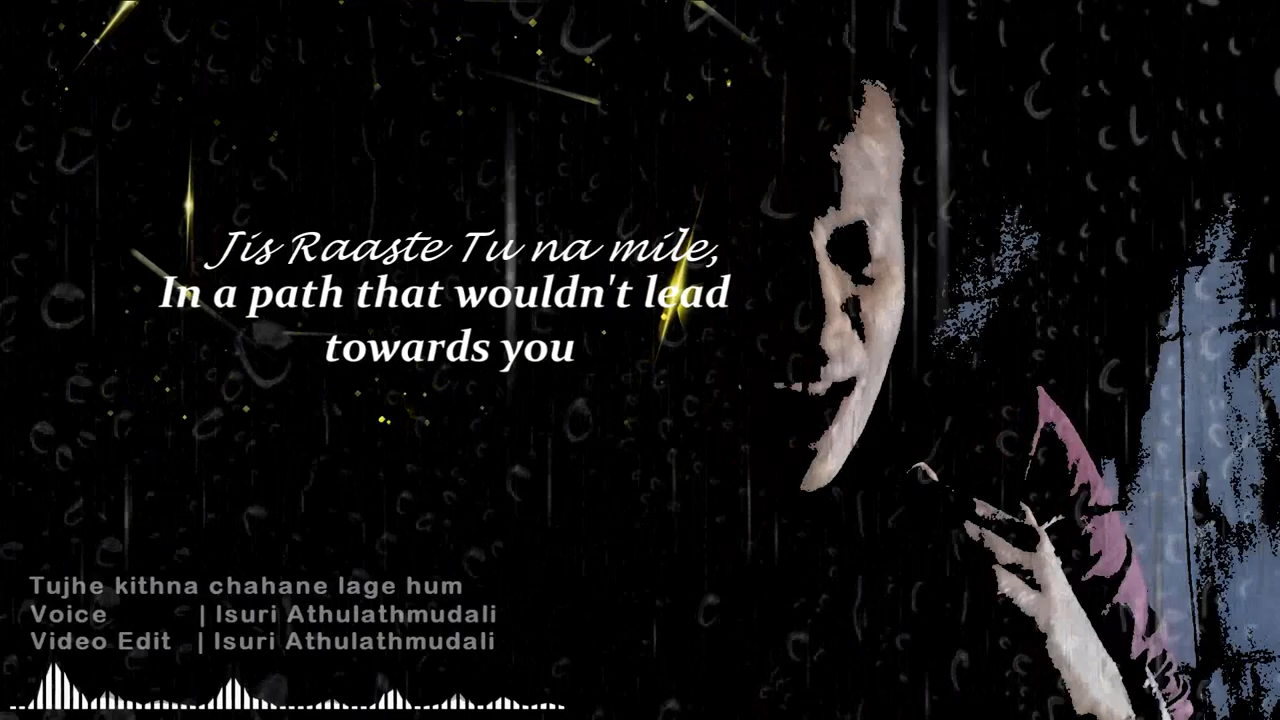 Jis Raaste Tu na mile,
In a path that wouldn't lead
towards you
Tujhe kithna chahane lage hum
Voice | Isuri Athulathmudali
Video Edit | Isuri Athulathmudali